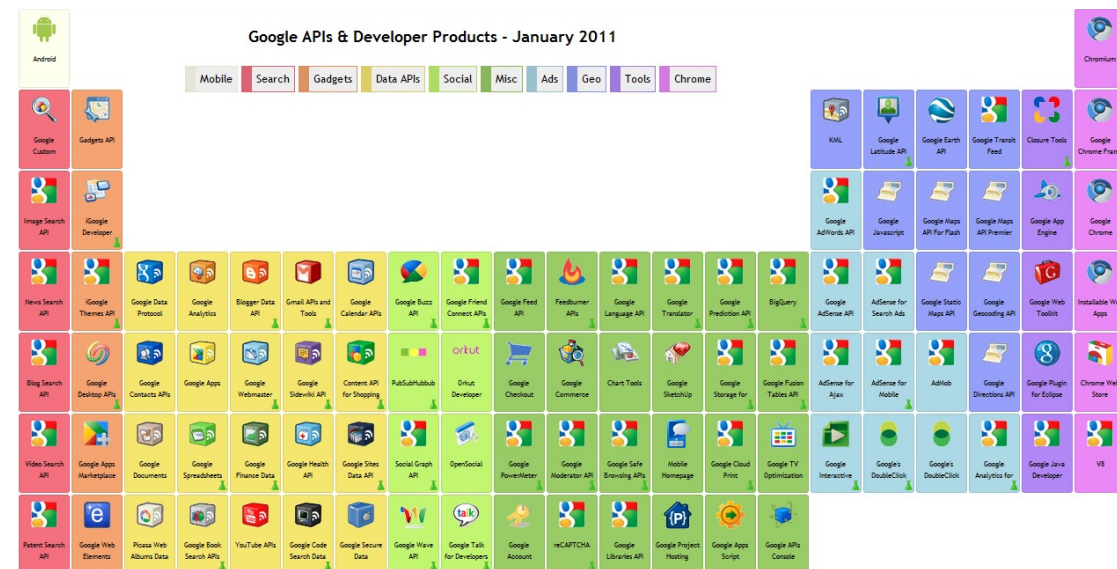 Google APIs & Developer Products - January 2011
Mobile
Search
Gadgets
Data APIs
Social
Misc
Ads
Geo
Tools
Chrome
Android
Chromium
Google
Custom
Gadgets API
KML
Google
Latitude API
Google Earth
API
Google Transit
Feed
Closure Tools
Google
Chrome Fram
Image Search
API
iGoogle
Developer
Google
AdWords API
Google
Javascript
Google Maps
API For Flash
Google Maps
API Premier
Google App
Engine
Google
Chrome
News Search
API
iGoogle
Themes API
Google Data
Protocol
Google
Analytics
Blogger Data
API
Gmail APIs and
Tools
Google
Calendar APIs
Google Buzz
API
Google Friend
Connect APIs
Google Feed
API
Feedburner
APIs
Google
Language API
Google
Translator
Google
Prediction API
BigQuery
Google
AdSense API
AdSense for
Search Ads
Google Static
Maps API
Google
Geocoding API
Google Web
Toolkit
Installable We
Apps
Blog Search
API
Google
Desktop APIs
Google
Contacts APIs
Google Apps
Google
Webmaster
Google
Sidewiki API
Content API
for Shopping
PubSubHubbub
orkut
Orkut
Developer
Google
Checkout
Google
Commerce
Chart Tools
Google
SketchUp
Google
Storage for
Google Fusion
Tables API
AdSense for
Ajax
AdSense for
Mobile
AdMob
Google
Directions API
Google Plugin
for Eclipse
Chrome We
Store
Video Search
API
Google Apps
Marketplace
Google
Documents
Google
Spreadsheets
Google
Finance Data
Google Health
API
Google Sites
Data API
Social Graph
API
OpenSocial
Google
PowerMeter
Google
Moderator API
Google Safe
Browsing APIs
Mobile
Homepage
Google Cloud
Print
Google TV
Optimization
Google
Interactive
Google's
DoubleClick
Google's
DoubleClick
Google
Analytics for
Google Java
Developer
V8
Patent Search
API
Google Web
Elements
Picasa Web
Albums Data
Google Book
Search APIs
YouTube APIs
Google Code
Search Data
Google Secure
Data
Google Wave
API
talk
Google Talk
for Developers
Google
Account
reCAPTCHA
Google
Libraries API
{P}
Google Project
Hosting
Google Apps
Script
Google APIs
Console